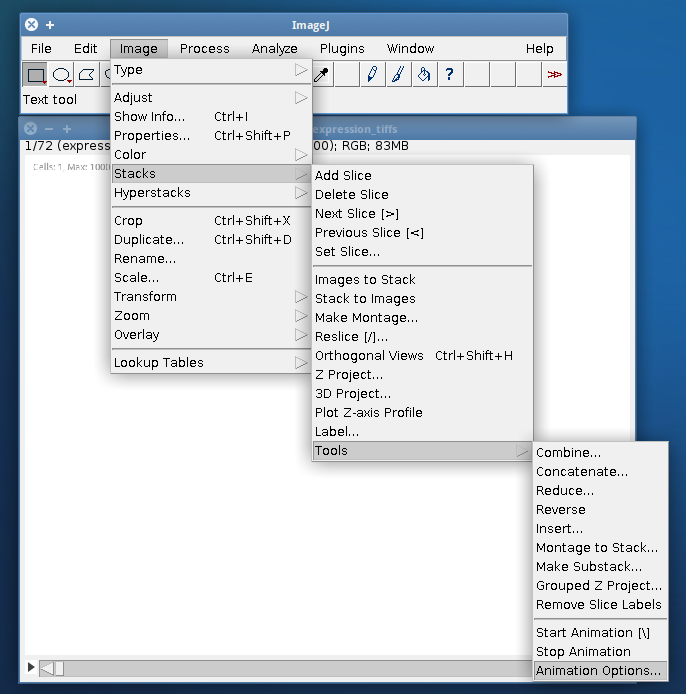 ImageJ
File Edit Image Process Analyze Plugins Window Help
?
>>
Text tool
expression_tiffs
1/72 (express 00); RGB; 83MB
Cells: 1, Max: 1000
Type
Adjust
Show Info... Ctrl+I
Properties... Ctrl+Shift+P
Color
Stacks
Hyperstacks
Crop Ctrl+Shift+X
Duplicate... Ctrl+Shift+D
Rename...
Scale... Ctrl+E
Transform
Zoom
Overlay
Lookup Tables
Add Slice
Delete Slice
Next Slice [>]
Previous Slice [<]
Set Slice...
Images to Stack
Stack to Images
Make Montage...
Reslice [/]...
Orthogonal Views Ctrl+Shift+H
Z Project...
3D Project...
Plot Z-axis Profile
Label...
Tools
Combine...
Concatenate...
Reduce...
Reverse
Insert...
Montage to Stack...
Make Substack...
Grouped Z Project...
Remove Slice Labels
Start Animation [\]
Stop Animation
Animation Options...